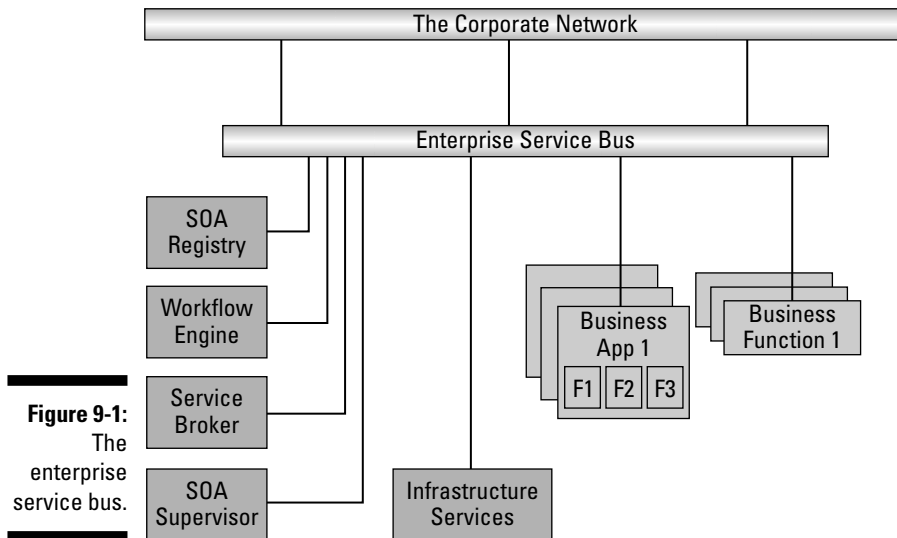 The Corporate Network
Enterprise Service Bus
SOA
Registry
Workflow
Engine
Service
Broker
SOA
Supervisor
Infrastructure
Services
Business
App 1
F1 F2 F3
Business
Function 1
Figure 9-1:
The
enterprise
service bus.